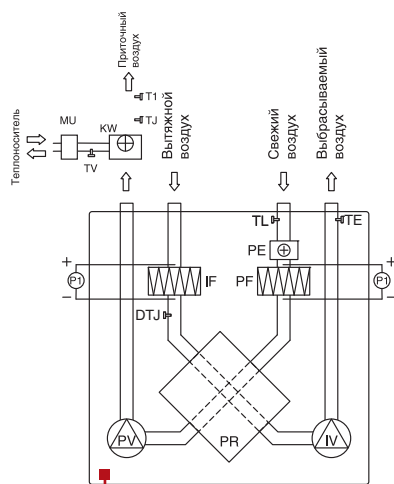 Приточный
воздух
T1
TJ
MU
KW
TV
Теплоноситель
Вытяжной
воздух
Свежий
воздух
Выбрасываемый
воздух
TL
TE
PE
+
P1
−
IF
PF
+
P1
−
DTJ
PV
PR
IV